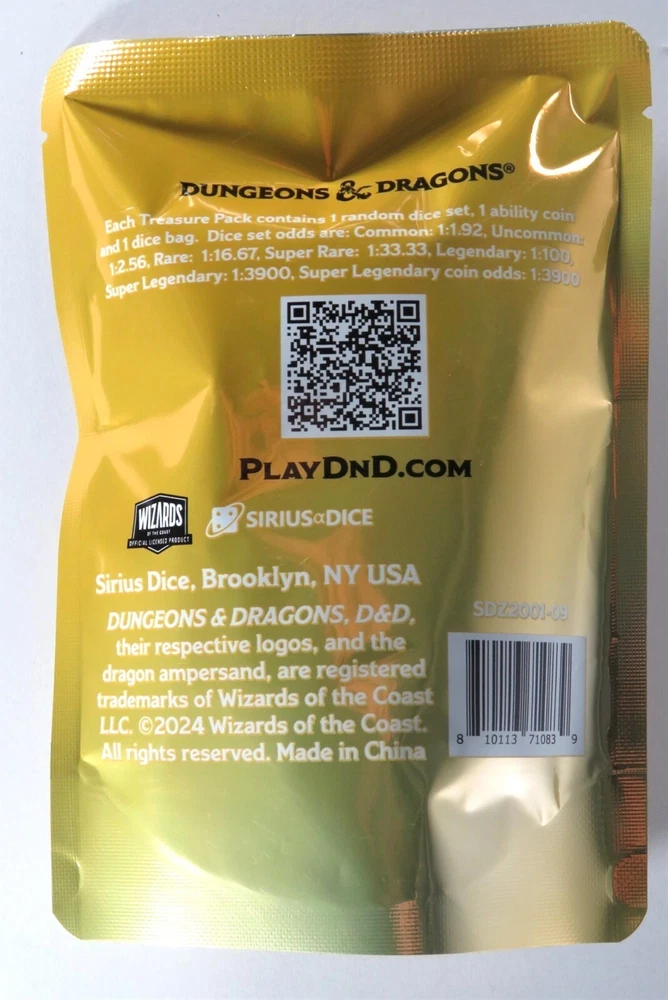 DUNGEONS & DRAGONS®
Each Treasure Pack contains 1 random dice set, 1 ability coin
and 1 dice bag. Dice set odds are: Common: 1:1.92, Uncommon:
1:2.56, Rare: 1:16.67, Super Rare: 1:33.33, Legendary: 1:100,
Super Legendary: 1:3900, Super Legendary coin odds: 1:3900
PLAYDND.COM
WIZARDS
OF THE COAST
OFFICIAL LICENSED PRODUCT
SIRIUSαDICE
Sirius Dice, Brooklyn, NY USA
DUNGEONS & DRAGONS, D&D,
their respective logos, and the
dragon ampersand, are registered
trademarks of Wizards of the Coast
LLC. ©2024 Wizards of the Coast.
All rights reserved. Made in China
SDZ2001-09
8 10113 71083 9